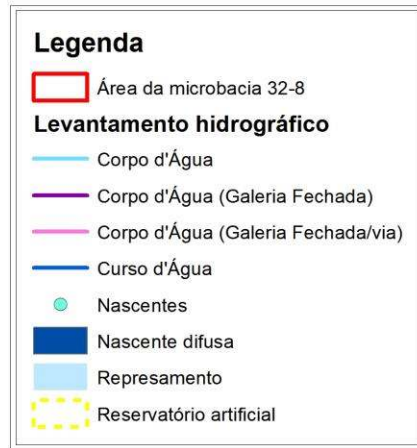 Legenda
Área da microbacia 32-8
Levantamento hidrográfico
Corpo d'Água
Corpo d'Água (Galeria Fechada)
Corpo d'Água (Galeria Fechada/via)
Curso d'Água
Nascentes
Nascente difusa
Represamento
Reservatório artificial